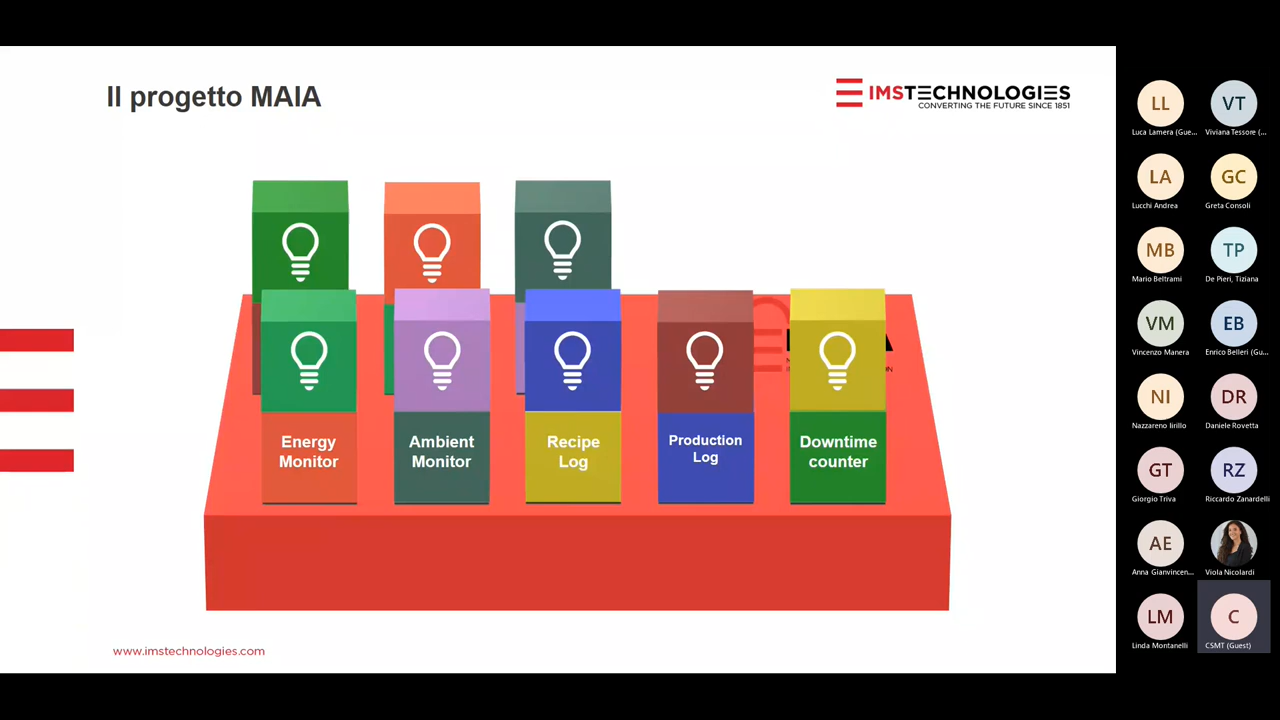 Il progetto MAIA
IMSTECHNOLOGIES
CONVERTING THE FUTURE SINCE 1851
Energy
Monitor
Ambient
Monitor
Recipe
Log
Production
Log
Downtime
counter
www.imstechnologies.com
LL
Luca Lamera (Gue...
VT
Viviana Tessore (...
LA
Lucchi Andrea
GC
Greta Consoli
MB
Mario Beltrami
TP
De Pieri, Tiziana
VM
Vincenzo Manera
EB
Enrico Belleri (Gu...
NI
Nazzareno Iirillo
DR
Daniele Rovetta
GT
Giorgio Triva
RZ
Riccardo Zanardelli
AE
Anna Gianvincen...
Viola Nicolardi
LM
Linda Montanelli
C
CSMT (Guest)